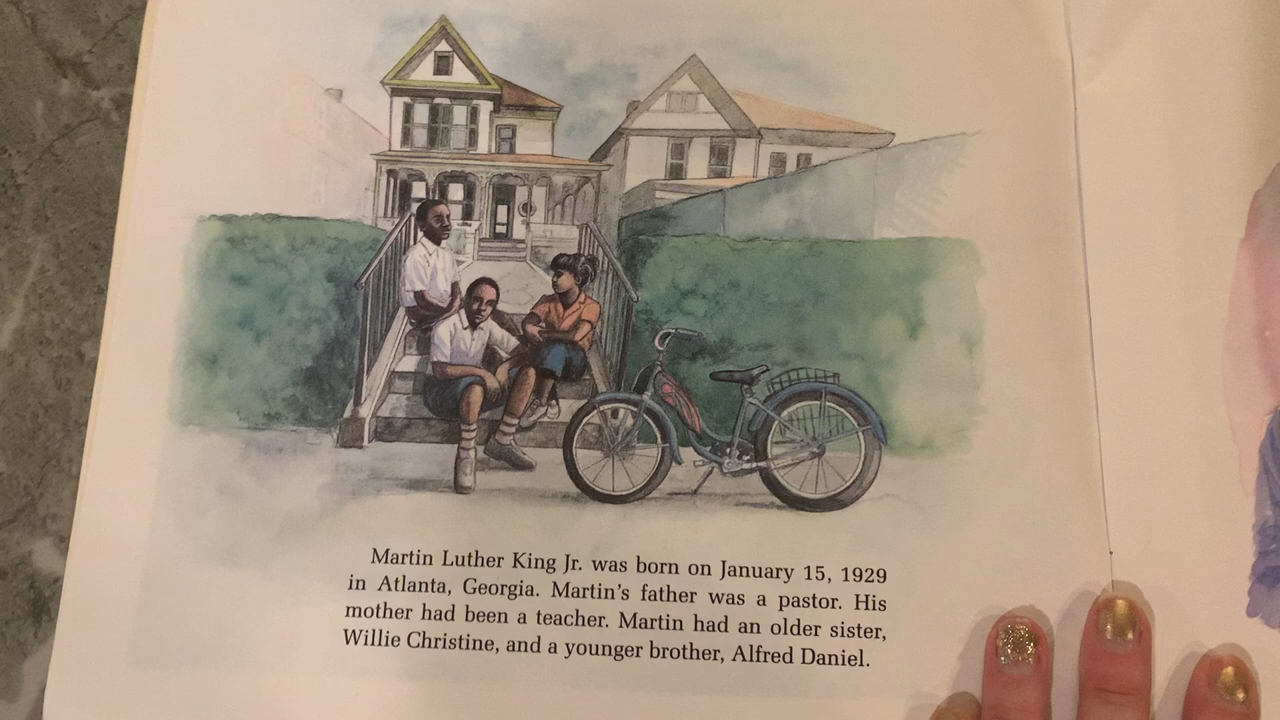 Martin Luther King Jr. was born on January 15, 1929
in Atlanta, Georgia. Martin's father was a pastor. His
mother had been a teacher. Martin had an older sister,
Willie Christine, and a younger brother, Alfred Daniel.